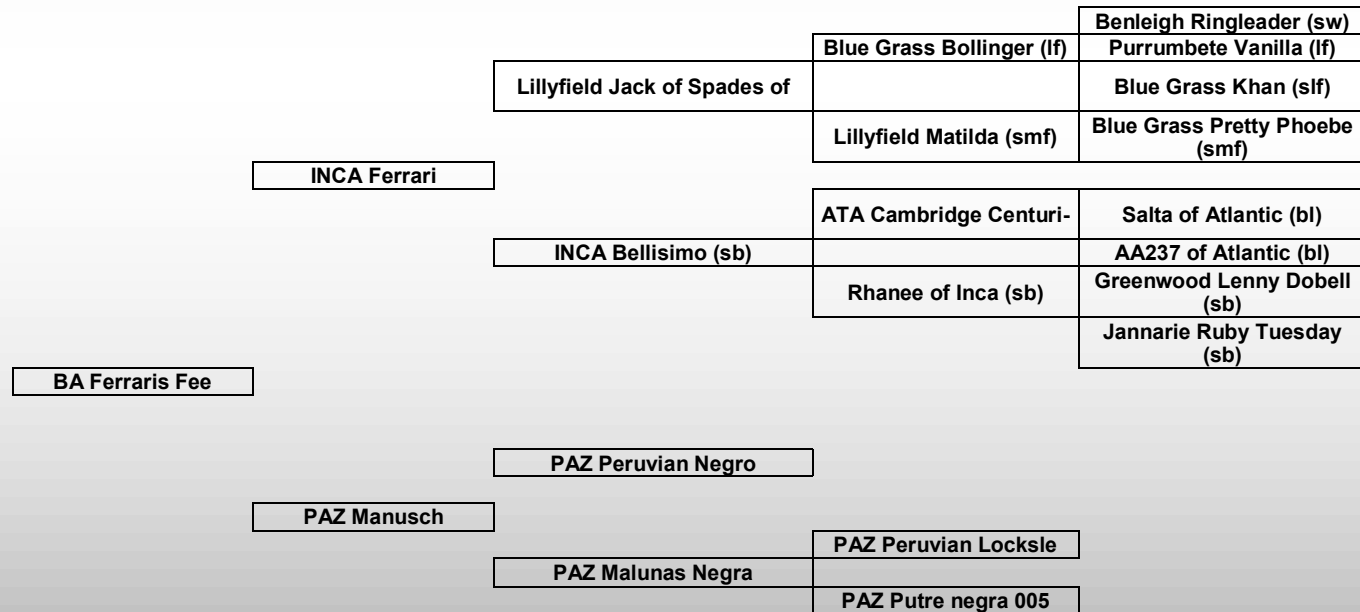 Benleigh Ringleader (sw)
Blue Grass Bollinger (lf)
Purrumbete Vanilla (lf)
Lillyfield Jack of Spades of
Blue Grass Khan (slf)
Lillyfield Matilda (smf)
Blue Grass Pretty Phoebe
(smf)
INCA Ferrari
ATA Cambridge Centuri-
Salta of Atlantic (bl)
INCA Bellisimo (sb)
AA237 of Atlantic (bl)
Rhanee of Inca (sb)
Greenwood Lenny Dobell
(sb)
Jannarie Ruby Tuesday
(sb)
BA Ferraris Fee
PAZ Peruvian Negro
PAZ Manusch
PAZ Peruvian Locksle
PAZ Malunas Negra
PAZ Putre negra 005